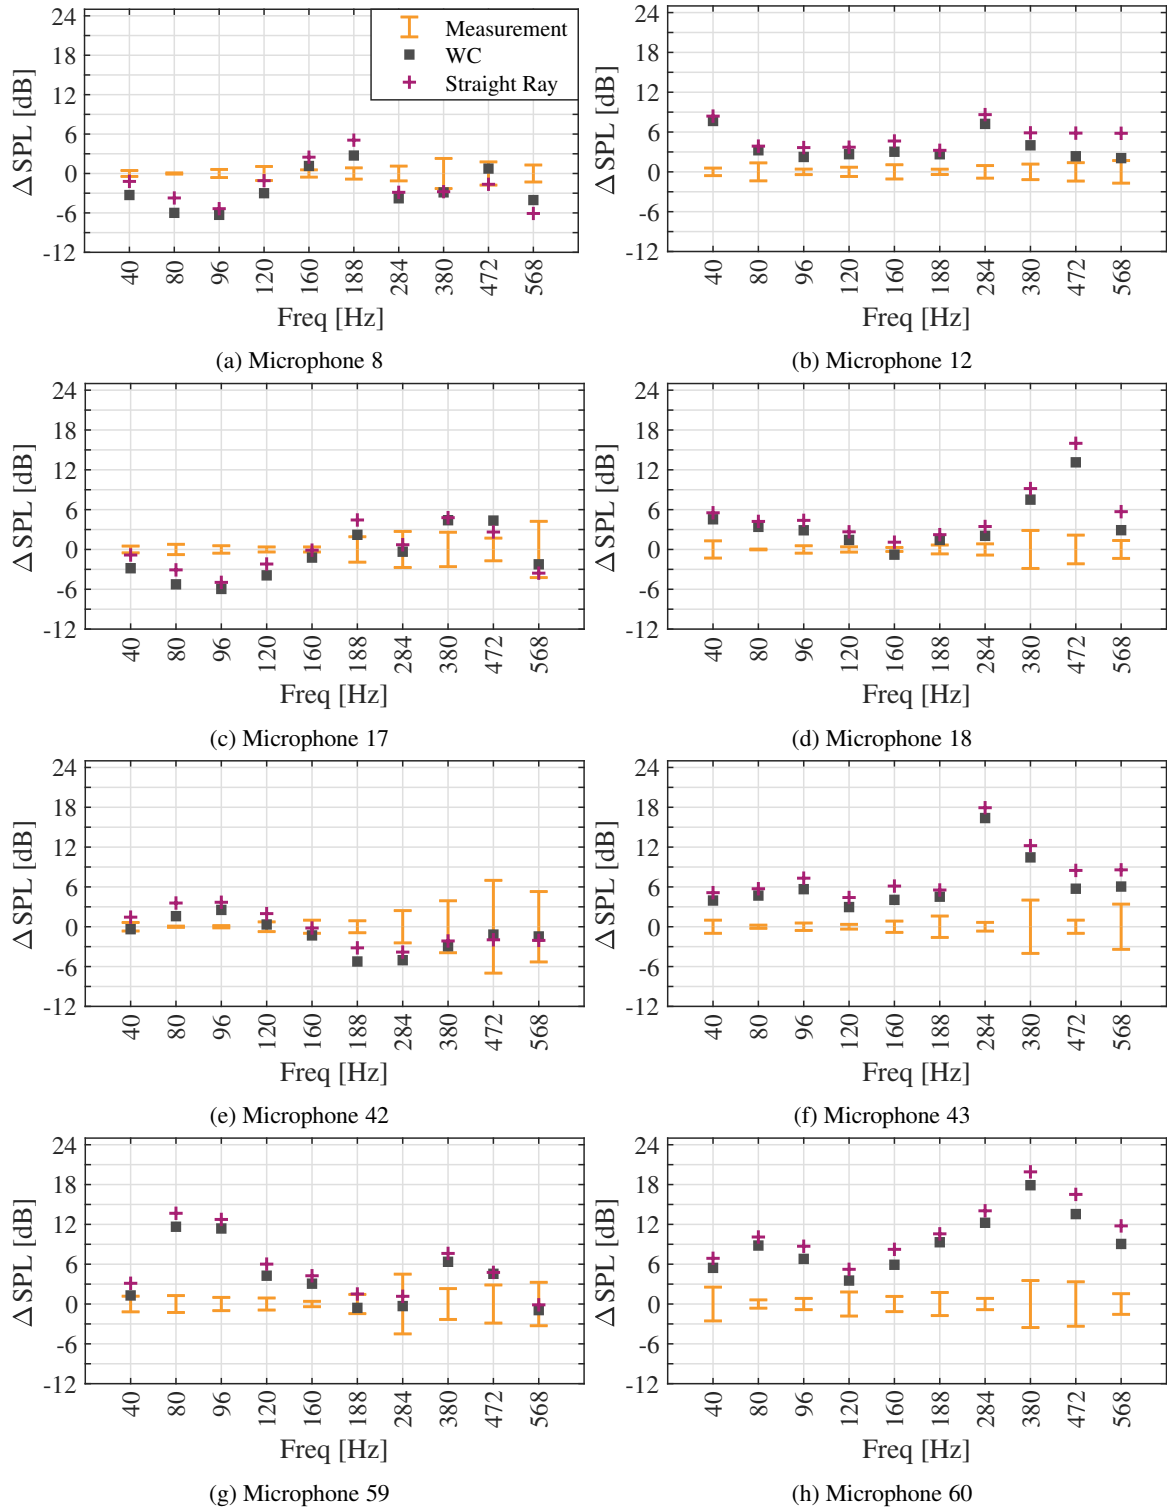 24
18
12
6
0
-6
-12
ΔSPL [dB]
Measurement
WC
Straight Ray
40 80 96 120 160 188 284 380 472 568
Freq [Hz]
(a) Microphone 8
24
18
12
6
0
-6
-12
ΔSPL [dB]
40 80 96 120 160 188 284 380 472 568
Freq [Hz]
(b) Microphone 12
24
18
12
6
0
-6
-12
ΔSPL [dB]
40 80 96 120 160 188 284 380 472 568
Freq [Hz]
(c) Microphone 17
24
18
12
6
0
-6
-12
ΔSPL [dB]
40 80 96 120 160 188 284 380 472 568
Freq [Hz]
(d) Microphone 18
24
18
12
6
0
-6
-12
ΔSPL [dB]
40 80 96 120 160 188 284 380 472 568
Freq [Hz]
(e) Microphone 42
24
18
12
6
0
-6
-12
ΔSPL [dB]
40 80 96 120 160 188 284 380 472 568
Freq [Hz]
(f) Microphone 43
24
18
12
6
0
-6
-12
ΔSPL [dB]
40 80 96 120 160 188 284 380 472 568
Freq [Hz]
(g) Microphone 59
24
18
12
6
0
-6
-12
ΔSPL [dB]
40 80 96 120 160 188 284 380 472 568
Freq [Hz]
(h) Microphone 60